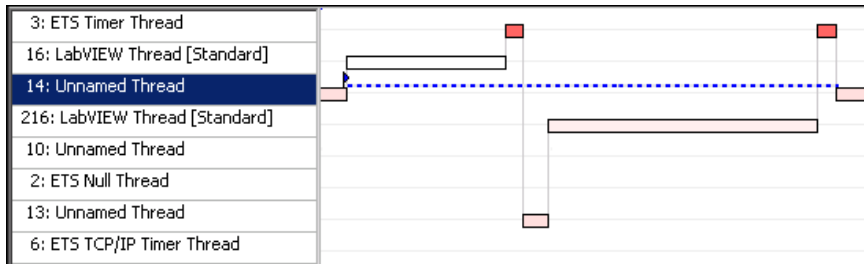 3: ETS Timer Thread
16: LabVIEW Thread [Standard]
14: Unnamed Thread
216: LabVIEW Thread [Standard]
10: Unnamed Thread
2: ETS Null Thread
13: Unnamed Thread
6: ETS TCP/IP Timer Thread